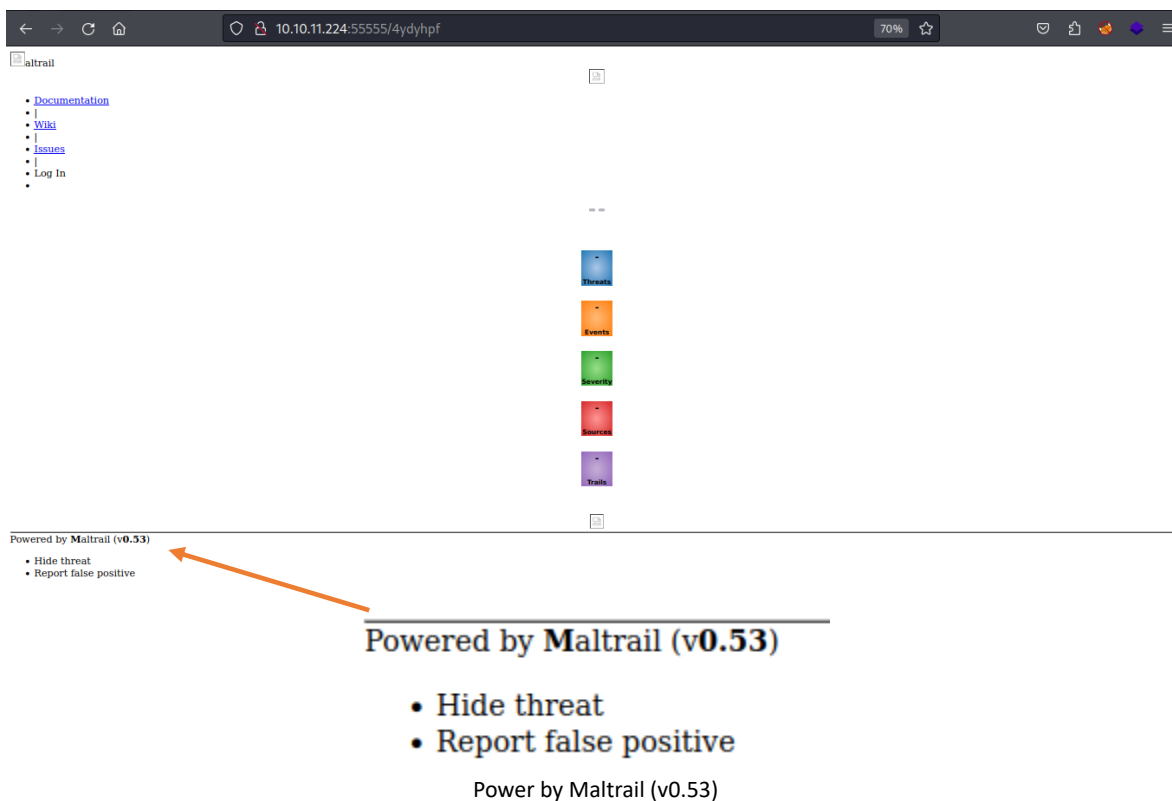 10.10.11.224:55555/4ydyhpf
70%
altrail
• Documentation
• |
• Wiki
• |
• Issues
• |
• Log In
•
--
-
Threats
-
Events
-
Severity
-
Sources
-
Trails
Powered by Maltrail (v0.53)
• Hide threat
• Report false positive
Powered by Maltrail (v0.53)
• Hide threat
• Report false positive
Power by Maltrail (v0.53)